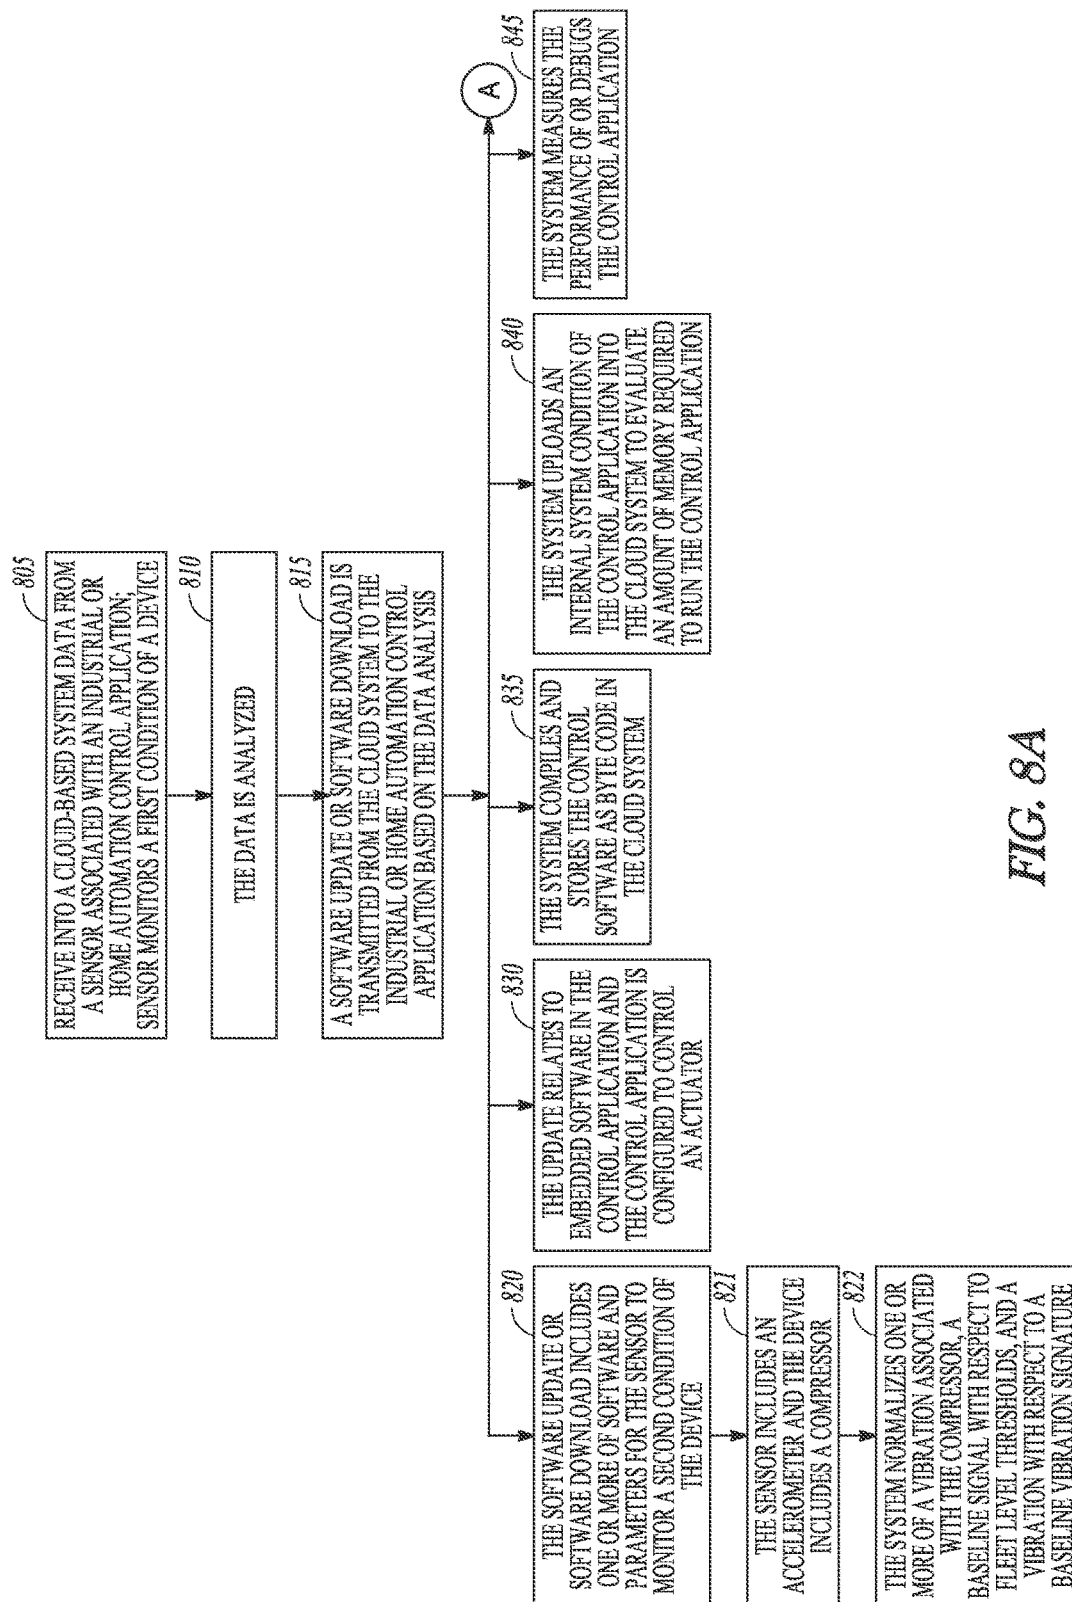 805
RECEIVE INTO A CLOUD-BASED SYSTEM DATA FROM
A SENSOR ASSOCIATED WITH AN INDUSTRIAL OR
HOME AUTOMATION CONTROL APPLICATION;
SENSOR MONITORS A FIRST CONDITION OF A DEVICE
810
THE DATA IS ANALYZED
815
A SOFTWARE UPDATE OR SOFTWARE DOWNLOAD IS
TRANSMITTED FROM THE CLOUD SYSTEM TO THE
INDUSTRIAL OR HOME AUTOMATION CONTROL
APPLICATION BASED ON THE DATA ANALYSIS
A
820
THE SOFTWARE UPDATE OR
SOFTWARE DOWNLOAD INCLUDES
ONE OR MORE OF SOFTWARE AND
PARAMETERS FOR THE SENSOR TO
MONITOR A SECOND CONDITION OF
THE DEVICE
821
THE SENSOR INCLUDES AN
ACCELEROMETER AND THE DEVICE
INCLUDES A COMPRESSOR
822
THE SYSTEM NORMALIZES ONE OR
MORE OF A VIBRATION ASSOCIATED
WITH THE COMPRESSOR, A
BASELINE SIGNAL WITH RESPECT TO
FLEET LEVEL THRESHOLDS, AND A
VIBRATION WITH RESPECT TO A
BASELINE VIBRATION SIGNATURE
830
THE UPDATE RELATES TO
EMBEDDED SOFTWARE IN THE
CONTROL APPLICATION AND
THE CONTROL APPLICATION IS
CONFIGURED TO CONTROL
AN ACTUATOR
835
THE SYSTEM COMPILES AND
STORES THE CONTROL
SOFTWARE AS BYTE CODE IN
THE CLOUD SYSTEM
840
THE SYSTEM UPLOADS AN
INTERNAL SYSTEM CONDITION OF
THE CONTROL APPLICATION INTO
THE CLOUD SYSTEM TO EVALUATE
AN AMOUNT OF MEMORY REQUIRED
TO RUN THE CONTROL APPLICATION
845
THE SYSTEM MEASURES THE
PERFORMANCE OF OR DEBUGS
THE CONTROL APPLICATION
FIG. 8A